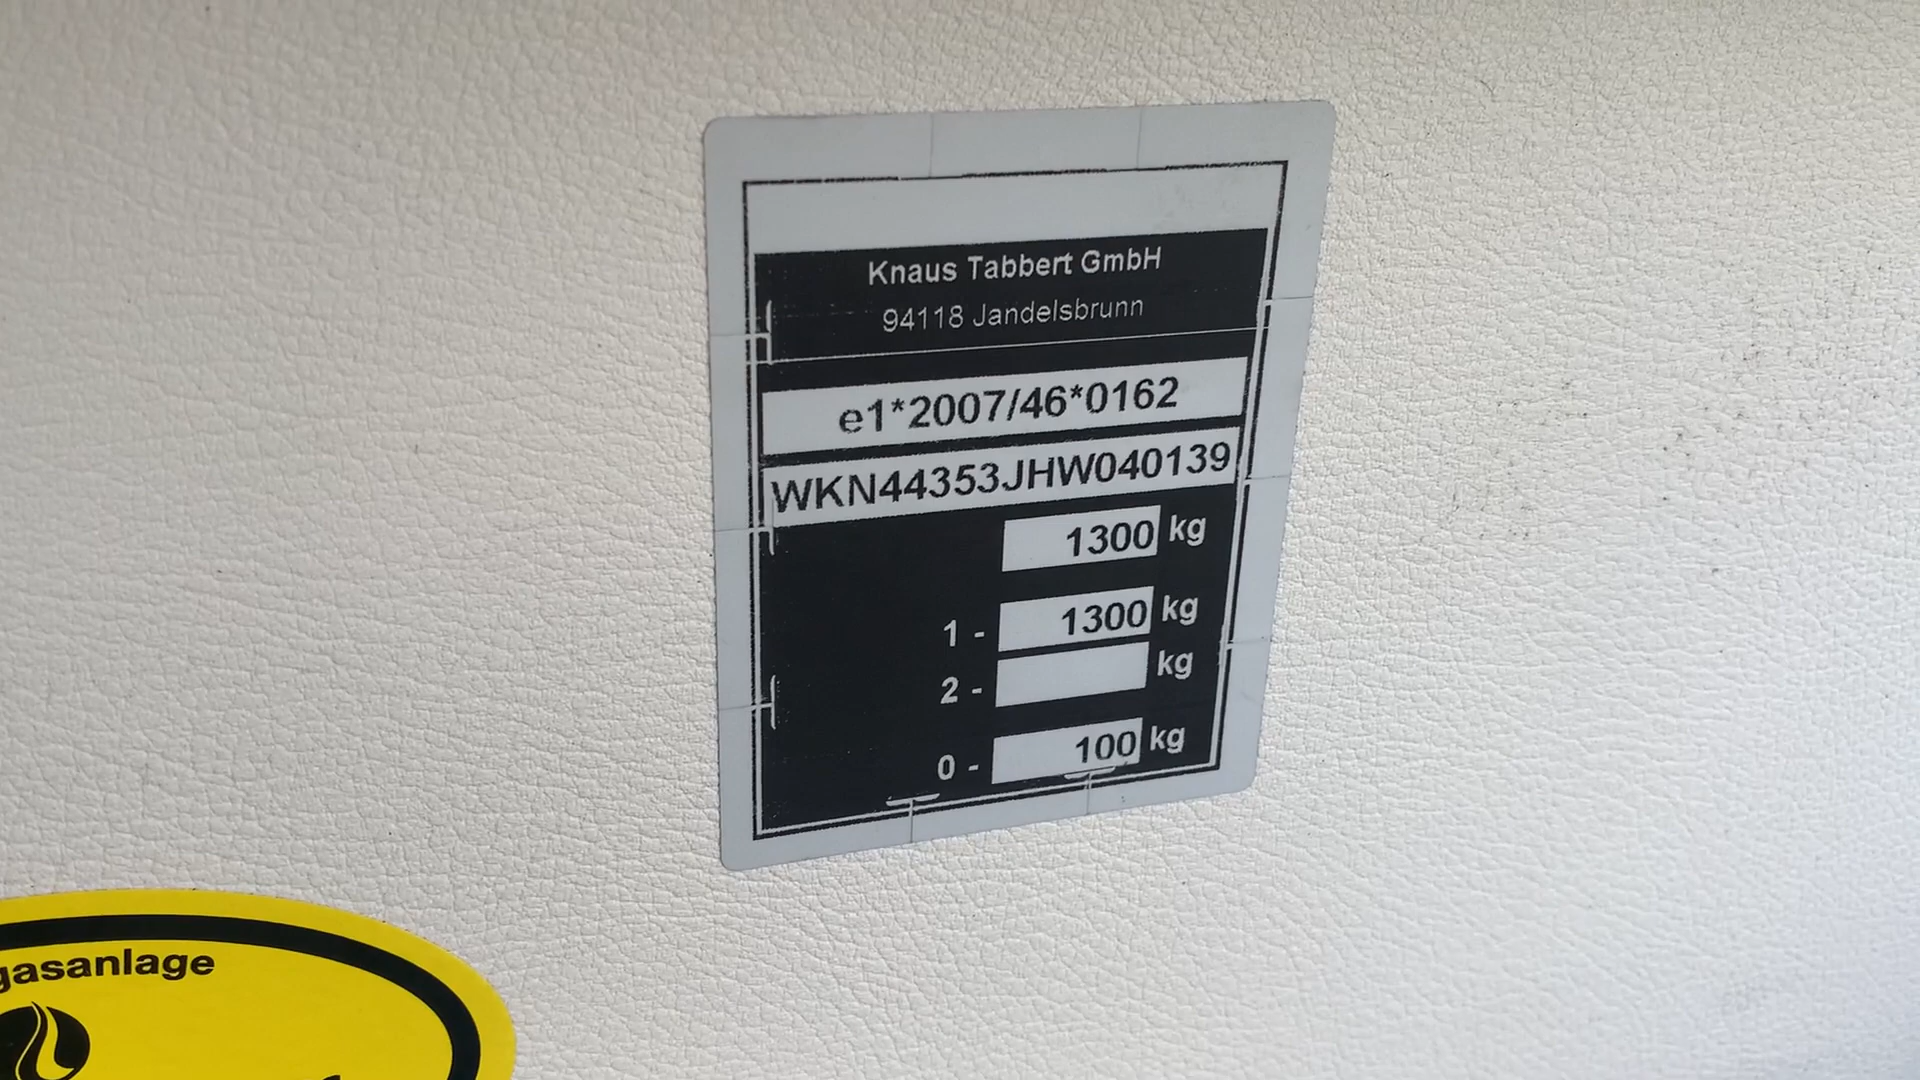 Knaus Tabbert GmbH
94118 Jandelsbrunn
e1*2007/46*0162
WKN44353JHW040139
1300 kg
1 - 1300 kg
2 - kg
0 - 100 kg
gasanlage